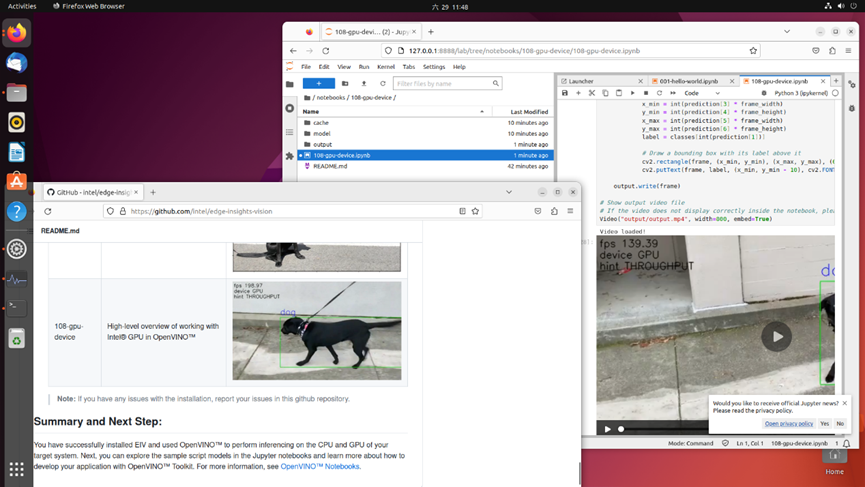 Activities
Firefox Web Browser
六 29 11:48
108-gpu-devic… (2) - Jupy
127.0.0.1:8888/lab/tree/notebooks/108-gpu-device/108-gpu-device.ipynb
File Edit View Run Kernel Tabs Settings Help
Filter files by name
/ notebooks / 108-gpu-device /
Name Last Modified
cache 10 minutes ago
model 10 minutes ago
output 1 minute ago
108-gpu-device.ipynb 1 minute ago
README.md 42 minutes ago
Launcher
001-hello-world.ipynb
108-gpu-device.ipynb
Code
Python 3 (ipykernel)
x_min = int(prediction[3] * frame_width)
y_min = int(prediction[4] * frame_height)
x_max = int(prediction[5] * frame_width)
y_max = int(prediction[6] * frame_height)
label = classes[int(prediction[1])]
# Draw a bounding box with its label above it
cv2.rectangle(frame, (x_min, y_min), (x_max, y_max), (
cv2.putText(frame, label, (x_min, y_min - 10), cv2.FONT
output.write(frame)
# Show output video file
# If the video does not display correctly inside the notebook, plea
Video("output/output.mp4", width=800, embed=True)
Video loaded!
fps 139.39
device GPU
hint THROUGHPUT
do
Would you like to receive official Jupyter news?
Please read the privacy policy.
Open privacy policy
Yes
No
Mode: Command
Ln 1, Col 1
108-gpu-device.ipynb
1
Home
GitHub - intel/edge-insig
https://github.com/intel/edge-insights-vision
README.md
108-gpu-
device
High-level overview of working with
Intel® GPU in OpenVINO™
fps 198.97
device GPU
hint THROUGHPUT
dog
Note: If you have any issues with the installation, report your issues in this github repository.
Summary and Next Step:
You have successfully installed EIV and used OpenVINO™ to perform inferencing on the CPU and GPU of your
target system. Next, you can explore the sample script models in the Jupyter notebooks and learn more about how to
develop your application with OpenVINO™ Toolkit. For more information, see OpenVINO™ Notebooks.